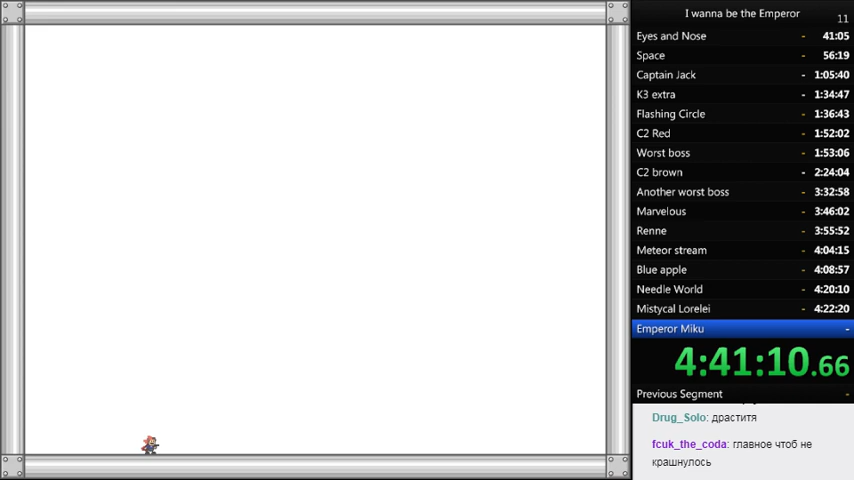 I wanna be the Emperor
11
Eyes and Nose - 41:05
Space - 56:19
Captain Jack - 1:05:40
K3 extra - 1:34:47
Flashing Circle - 1:36:43
C2 Red - 1:52:02
Worst boss - 1:53:06
C2 brown - 2:24:04
Another worst boss - 3:32:58
Marvelous - 3:46:02
Renne - 3:55:52
Meteor stream - 4:04:15
Blue apple - 4:08:57
Needle World - 4:20:10
Mistycal Lorelei - 4:22:20
Emperor Miku -
4:41:10.66
Previous Segment -
Drug_Solo: драститя
fcuk_the_coda: главное чтоб не
крашнулось